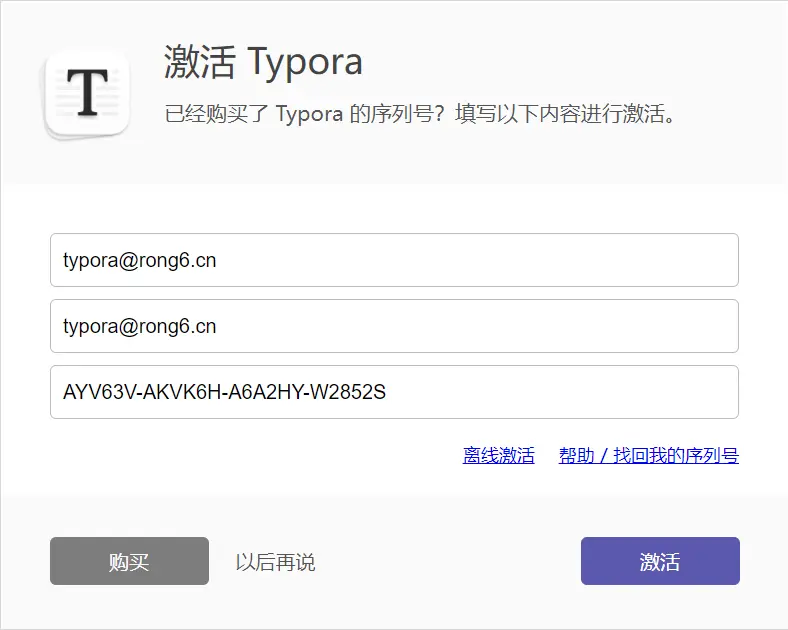 T
激活 Typora
已经购买了 Typora 的序列号？填写以下内容进行激活。
typora@rong6.cn
typora@rong6.cn
AYV63V-AKVK6H-A6A2HY-W2852S
离线激活 帮助 / 找回我的序列号
购买 以后再说 激活